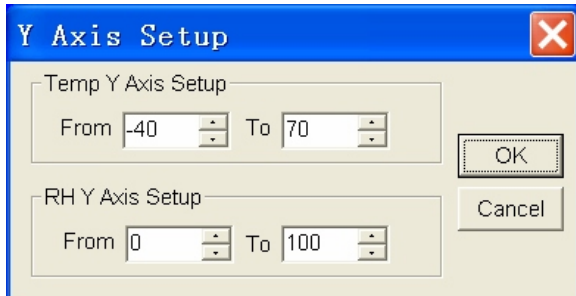 Y Axis Setup
Temp Y Axis Setup
From -40 To 70
OK
RH Y Axis Setup
Cancel
From 0 To 100